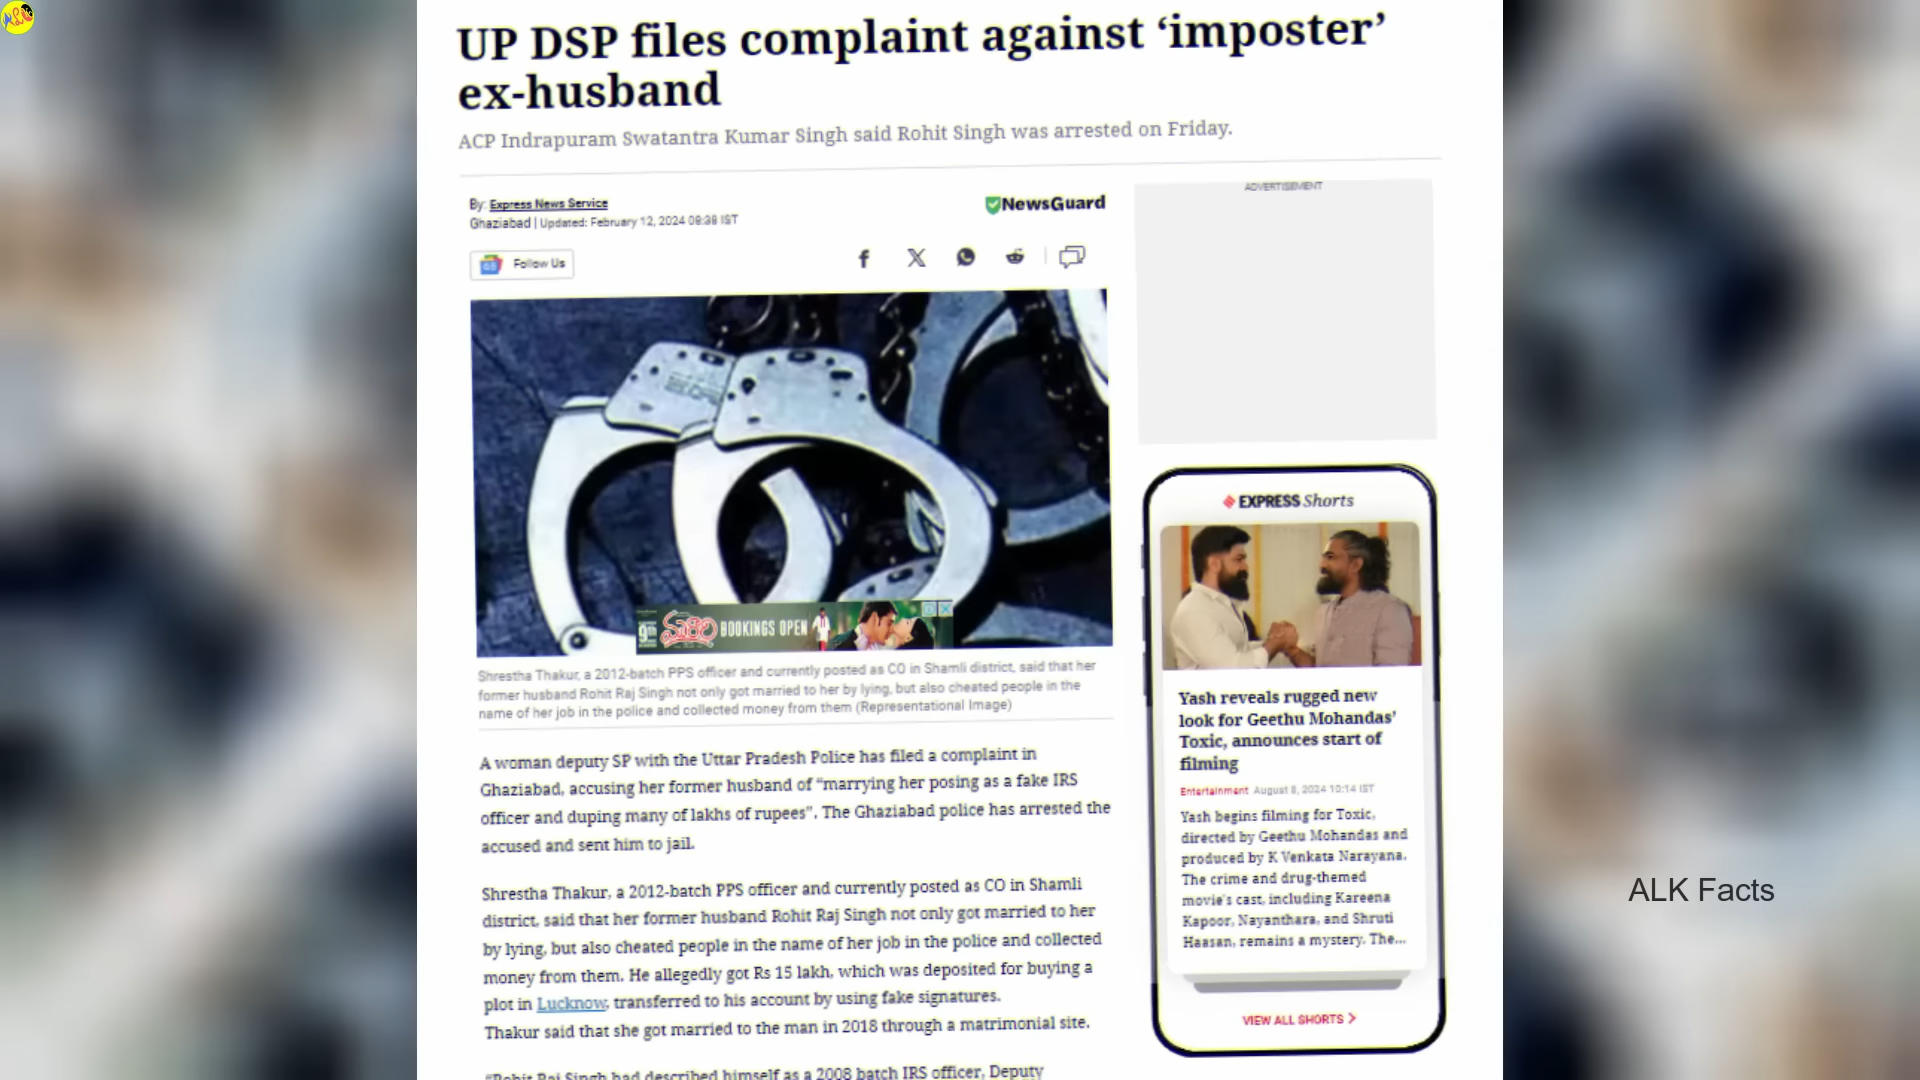 UP DSP files complaint against ‘imposter’
ex-husband
ACP Indrapuram Swatantra Kumar Singh said Rohit Singh was arrested on Friday.
By: Express News Service
Ghaziabad | Updated: February 12, 2024 08:38 IST
NewsGuard
Follow Us
ADVERTISEMENT
9th
మురారి
BOOKINGS OPEN
Shrestha Thakur, a 2012-batch PPS officer and currently posted as CO in Shamli district, said that her
former husband Rohit Raj Singh not only got married to her by lying, but also cheated people in the
name of her job in the police and collected money from them (Representational Image)
A woman deputy SP with the Uttar Pradesh Police has filed a complaint in
Ghaziabad, accusing her former husband of “marrying her posing as a fake IRS
officer and duping many of lakhs of rupees”. The Ghaziabad police has arrested the
accused and sent him to jail.
Shrestha Thakur, a 2012-batch PPS officer and currently posted as CO in Shamli
district, said that her former husband Rohit Raj Singh not only got married to her
by lying, but also cheated people in the name of her job in the police and collected
money from them. He allegedly got Rs 15 lakh, which was deposited for buying a
plot in Lucknow, transferred to his account by using fake signatures.
Thakur said that she got married to the man in 2018 through a matrimonial site.
“Rohit Raj Singh had described himself as a 2008 batch IRS officer, Deputy
EXPRESS Shorts
Yash reveals rugged new
look for Geethu Mohandas’
Toxic, announces start of
filming
Entertainment August 8, 2024 10:14 IST
Yash begins filming for Toxic,
directed by Geethu Mohandas and
produced by K Venkata Narayana.
The crime and drug-themed
movie's cast, including Kareena
Kapoor, Nayanthara, and Shruti
Haasan, remains a mystery. The...
VIEW ALL SHORTS
ALK Facts